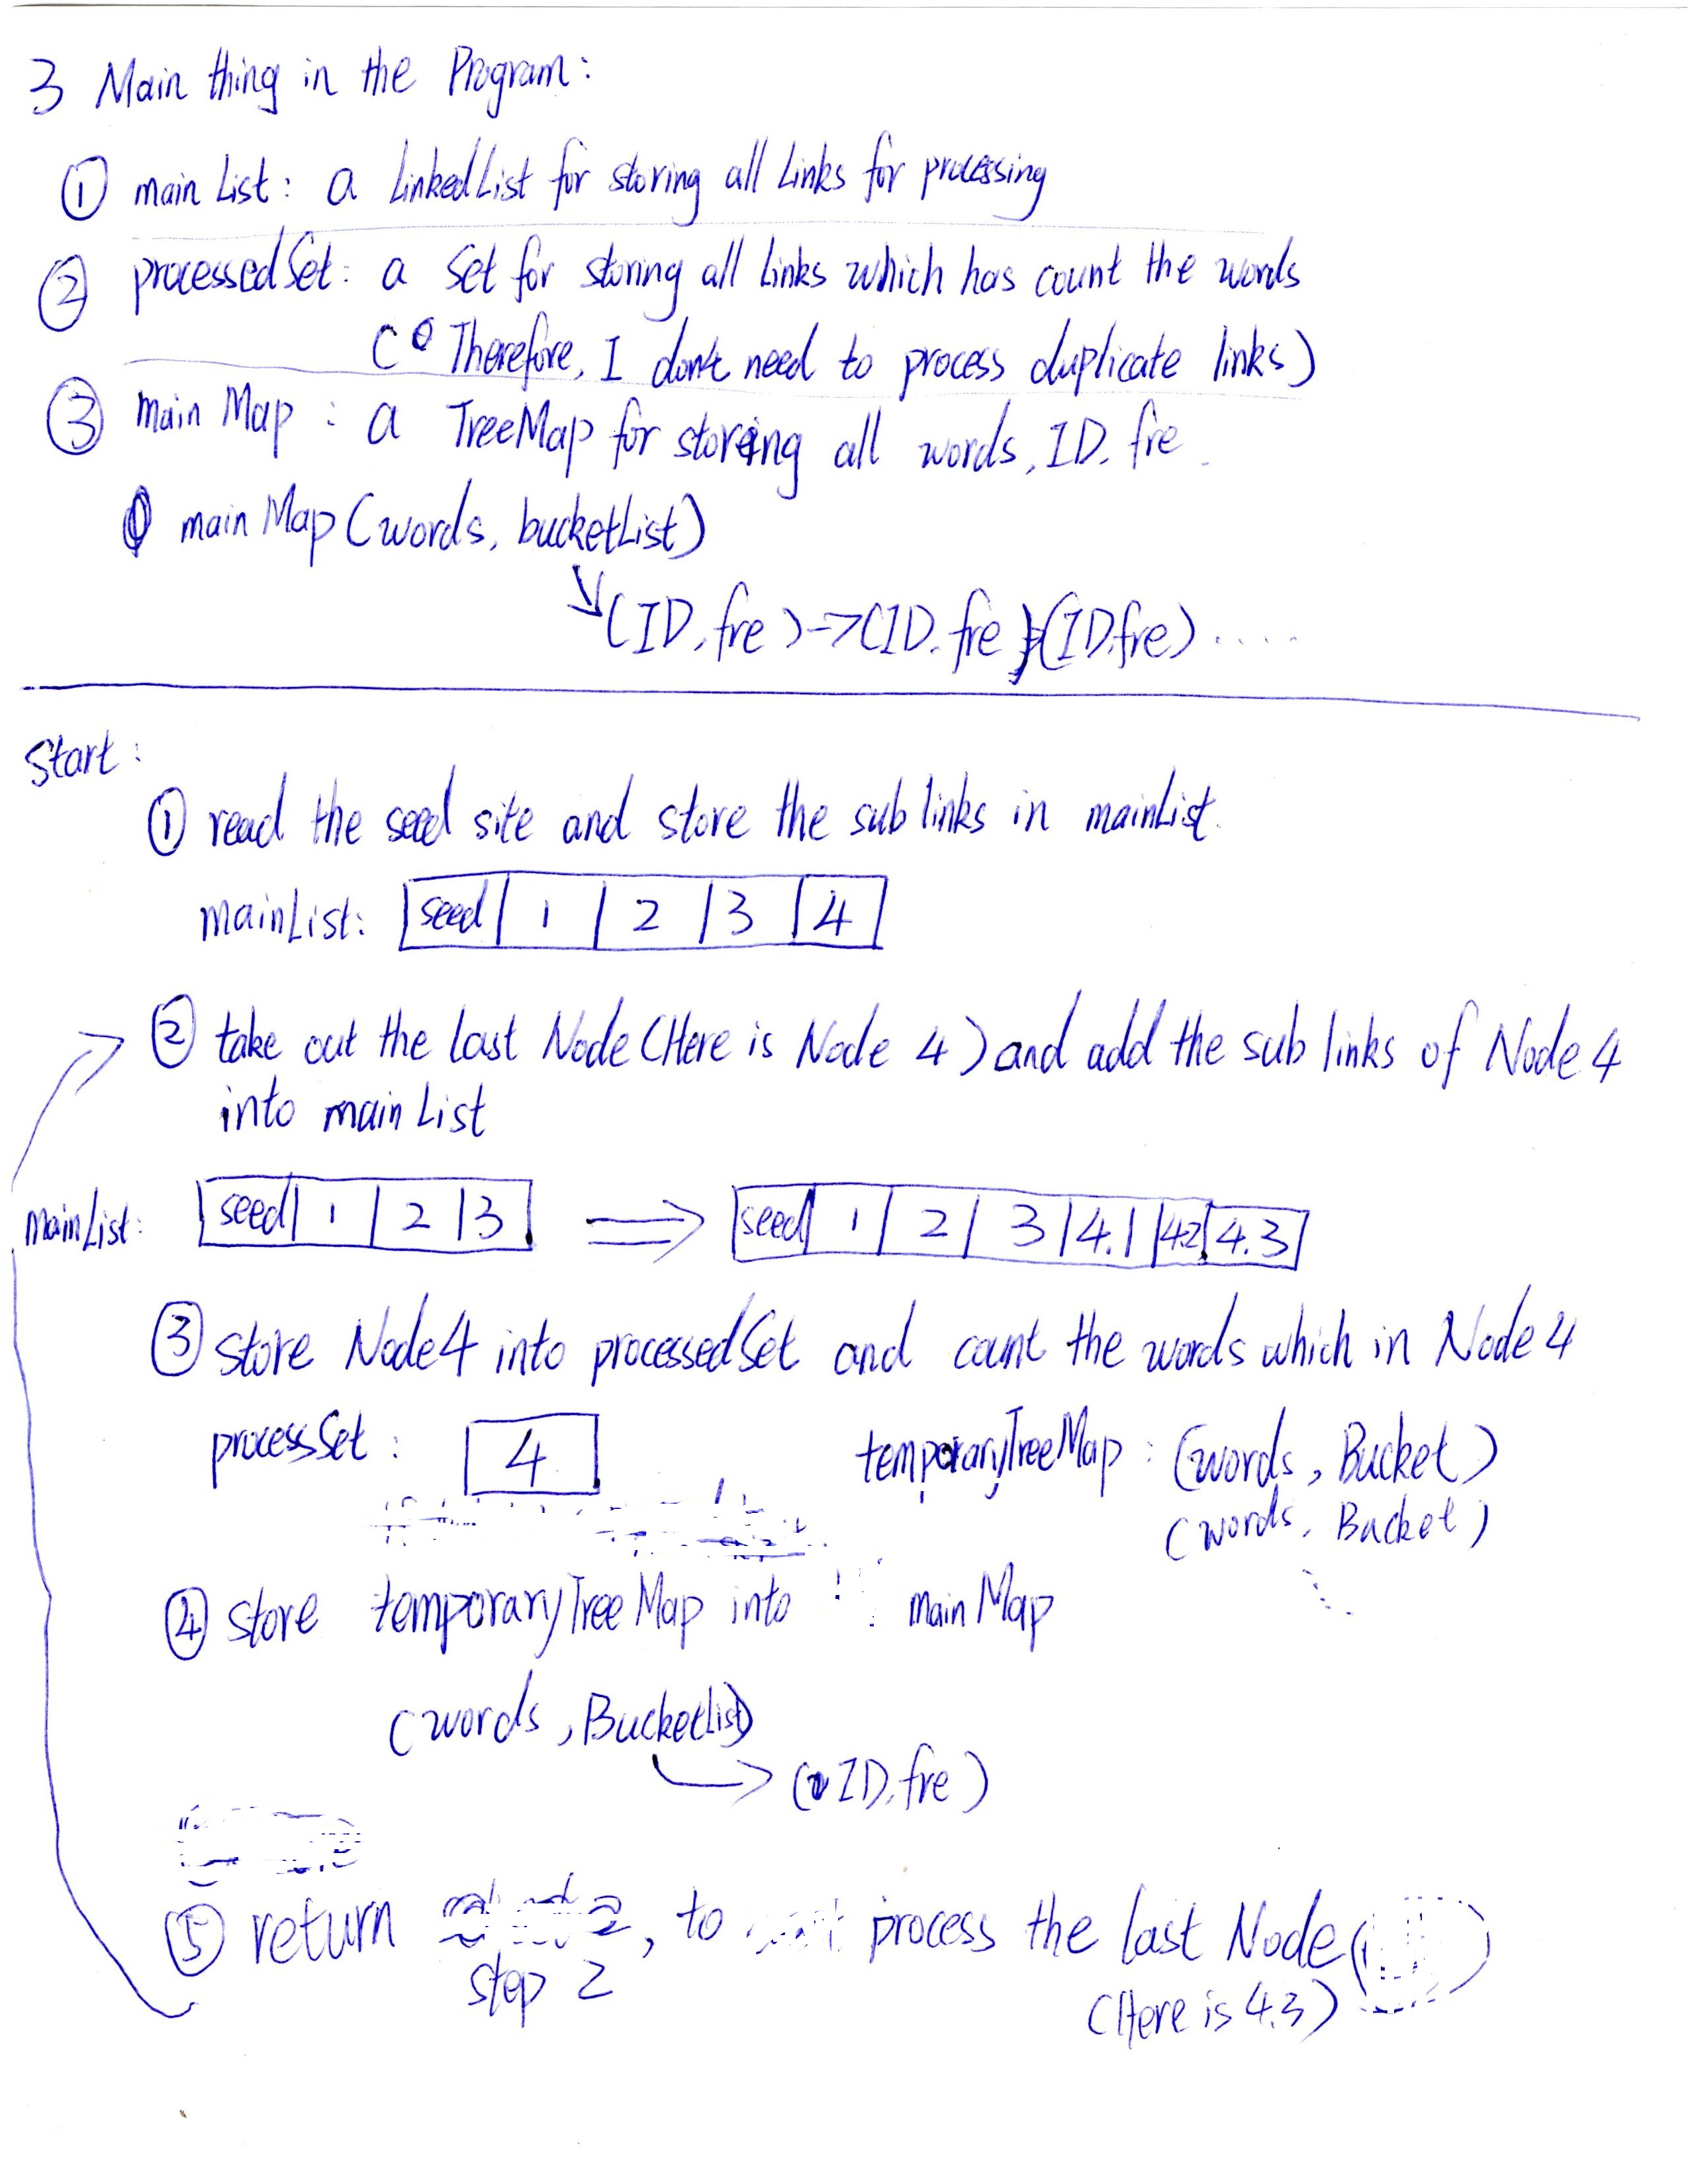 3 Main thing in the Program:
① main List: a LinkedList for storing all Links for processing
② processedSet: a Set for storing all links which has count the words
( Therefore, I don't need to process duplicate links)
③ main Map : a TreeMap for storing all words, ID, fre.
main Map (words, bucketList)
(ID, fre) -> (ID, fre) (ID, fre) ....
Start:
① read the seed site and store the sub links in mainList.
mainList: seed 1 2 3 4
② take out the last Node (Here is Node 4) and add the sub links of Node 4
into main List
mainList: seed 1 2 3 => seed 1 2 3 4.1 4.2 4.3
③ store Node4 into processedSet and count the words which in Node 4
processSet : 4 temporaryTreeMap : (words, Bucket)
(words, Bucket)
④ store temporaryTreeMap into main Map
(words, BucketList)
-> (ID, fre)
⑤ return , to process the last Node (
step 2 (Here is 4.3)